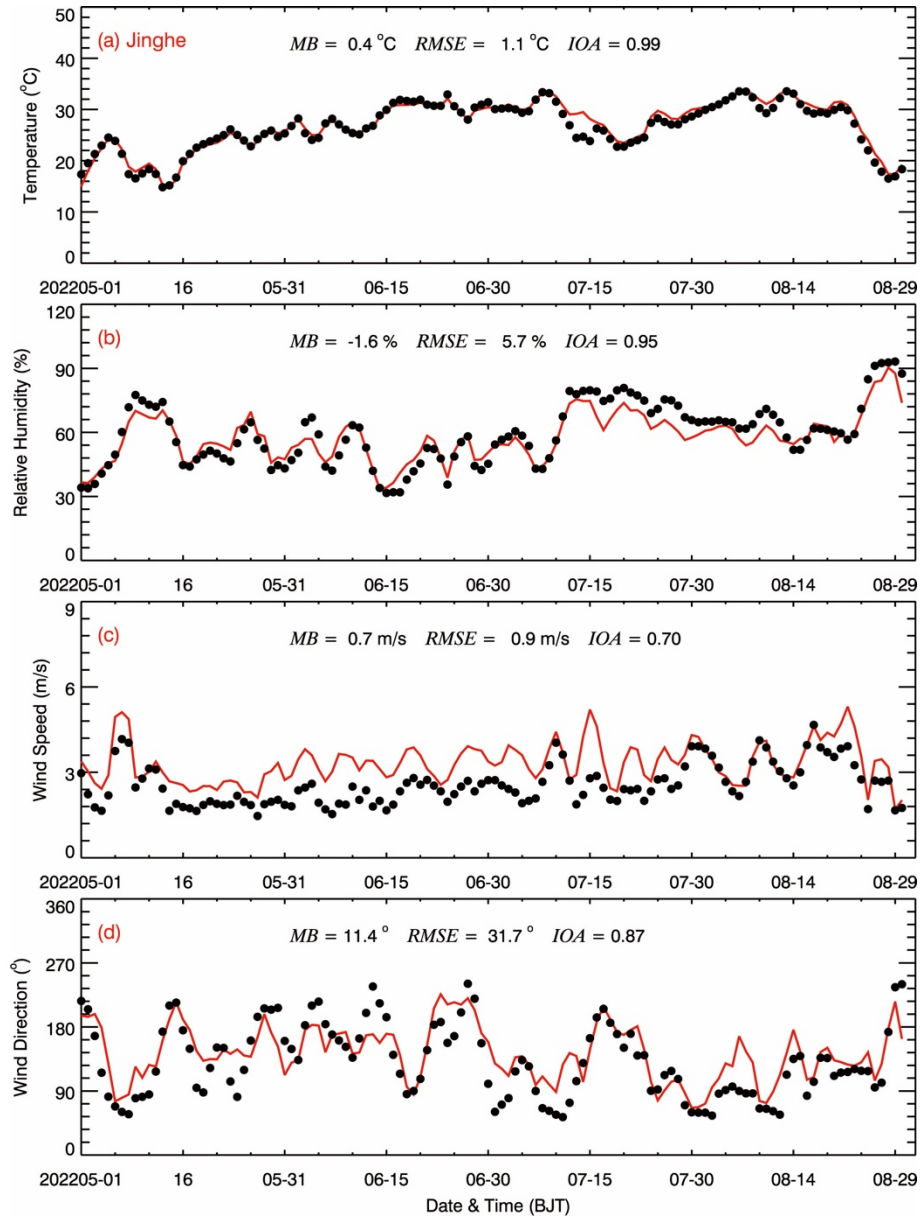 (a) Jinghe
MB = 0.4 °C RMSE = 1.1 °C IOA = 0.99
Temperature (°C)
50
40
30
20
10
0
202205-01 16 05-31 06-15 06-30 07-15 07-30 08-14 08-29
(b)
MB = -1.6 % RMSE = 5.7 % IOA = 0.95
Relative Humidity (%)
120
90
60
30
0
202205-01 16 05-31 06-15 06-30 07-15 07-30 08-14 08-29
(c)
MB = 0.7 m/s RMSE = 0.9 m/s IOA = 0.70
Wind Speed (m/s)
9
6
3
0
202205-01 16 05-31 06-15 06-30 07-15 07-30 08-14 08-29
(d)
MB = 11.4 ° RMSE = 31.7 ° IOA = 0.87
Wind Direction (°)
360
270
180
90
0
202205-01 16 05-31 06-15 06-30 07-15 07-30 08-14 08-29
Date & Time (BJT)